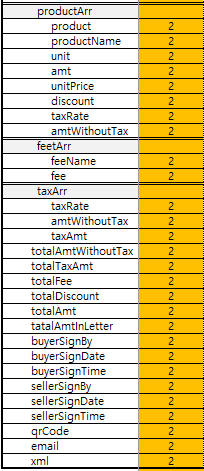 productArr
product 2
productName 2
unit 2
amt 2
unitPrice 2
discount 2
taxRate 2
amtWithoutTax 2
feetArr
feeName 2
fee 2
taxArr
taxRate 2
amtWithoutTax 2
taxAmt 2
totalAmtWithoutTax 2
totalTaxAmt 2
totalFee 2
totalDiscount 2
totalAmt 2
tatalAmtInLetter 2
buyerSignBy 2
buyerSignDate 2
buyerSignTime 2
sellerSignBy 2
sellerSignDate 2
sellerSignTime 2
qrCode 2
email 2
xml 2